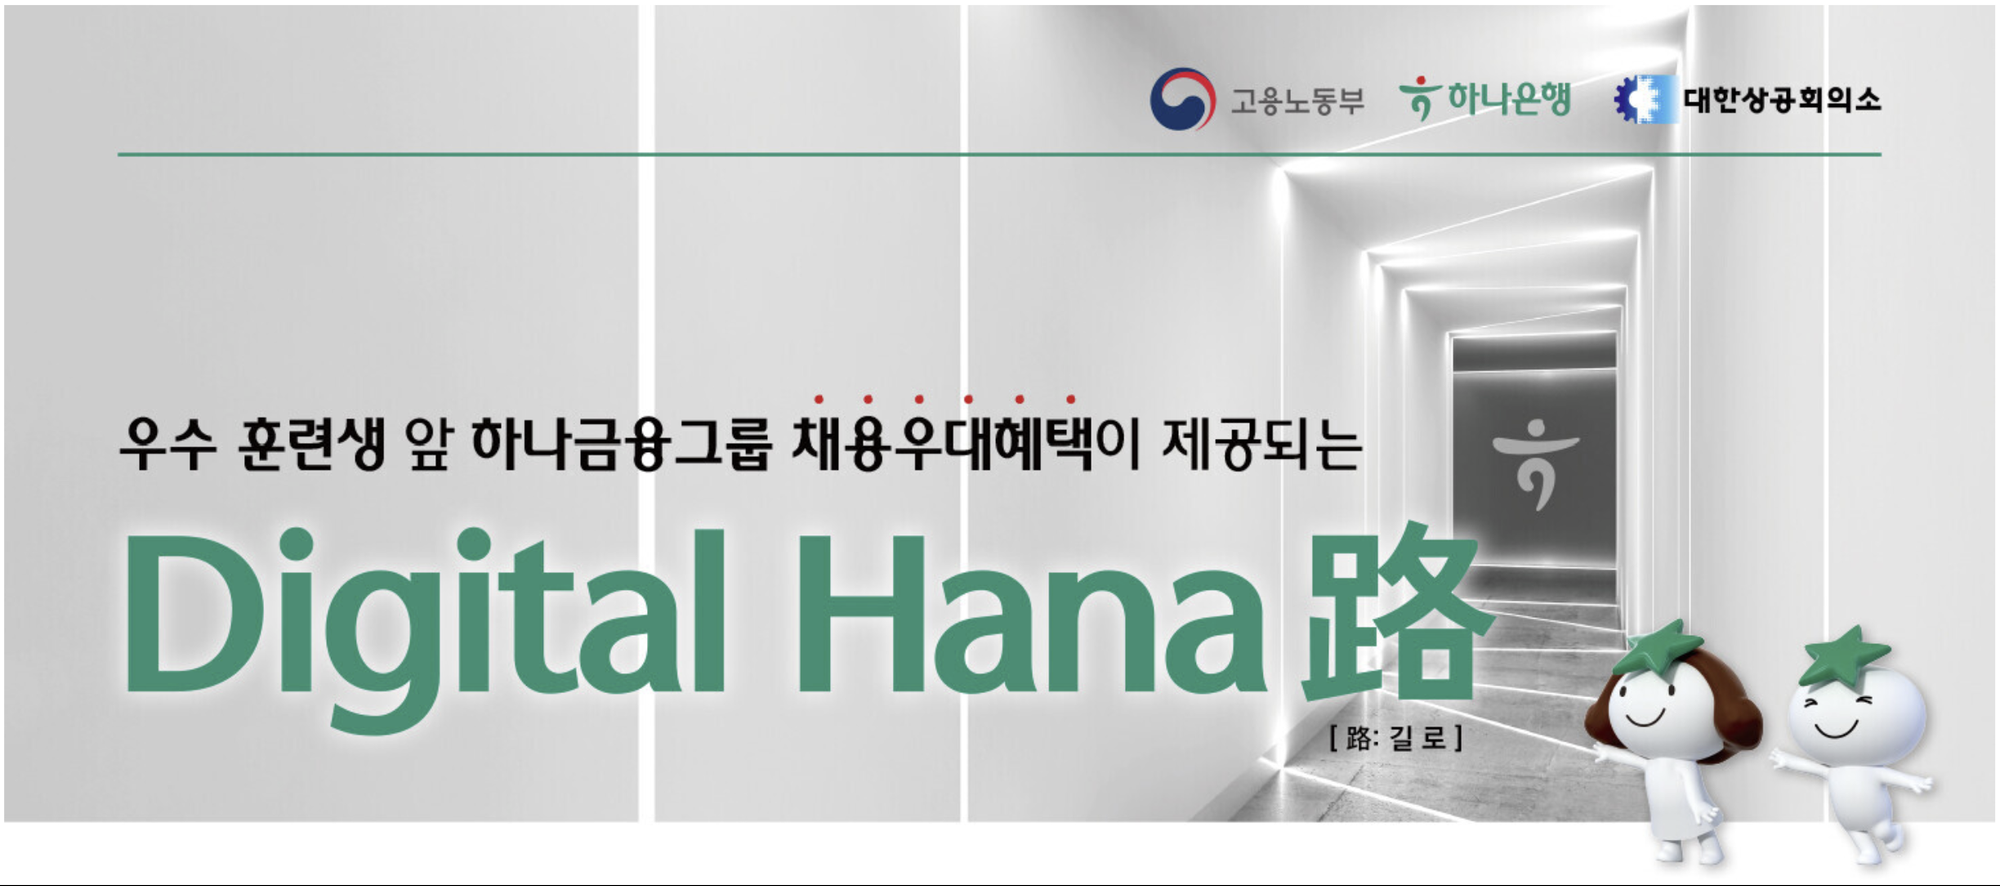 고용노동부 하나은행 대한상공회의소
우수 훈련생 앞 하나금융그룹 채용우대혜택이 제공되는
Digital Hana 路
[ 路: 길 로 ]